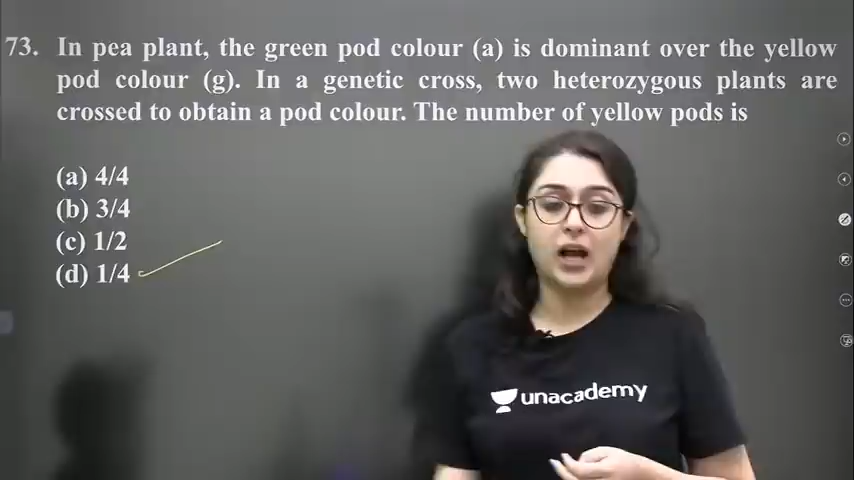 73. In pea plant, the green pod colour (a) is dominant over the yellow
pod colour (g). In a genetic cross, two heterozygous plants are
crossed to obtain a pod colour. The number of yellow pods is
(a) 4/4
(b) 3/4
(c) 1/2
(d) 1/4
unacademy